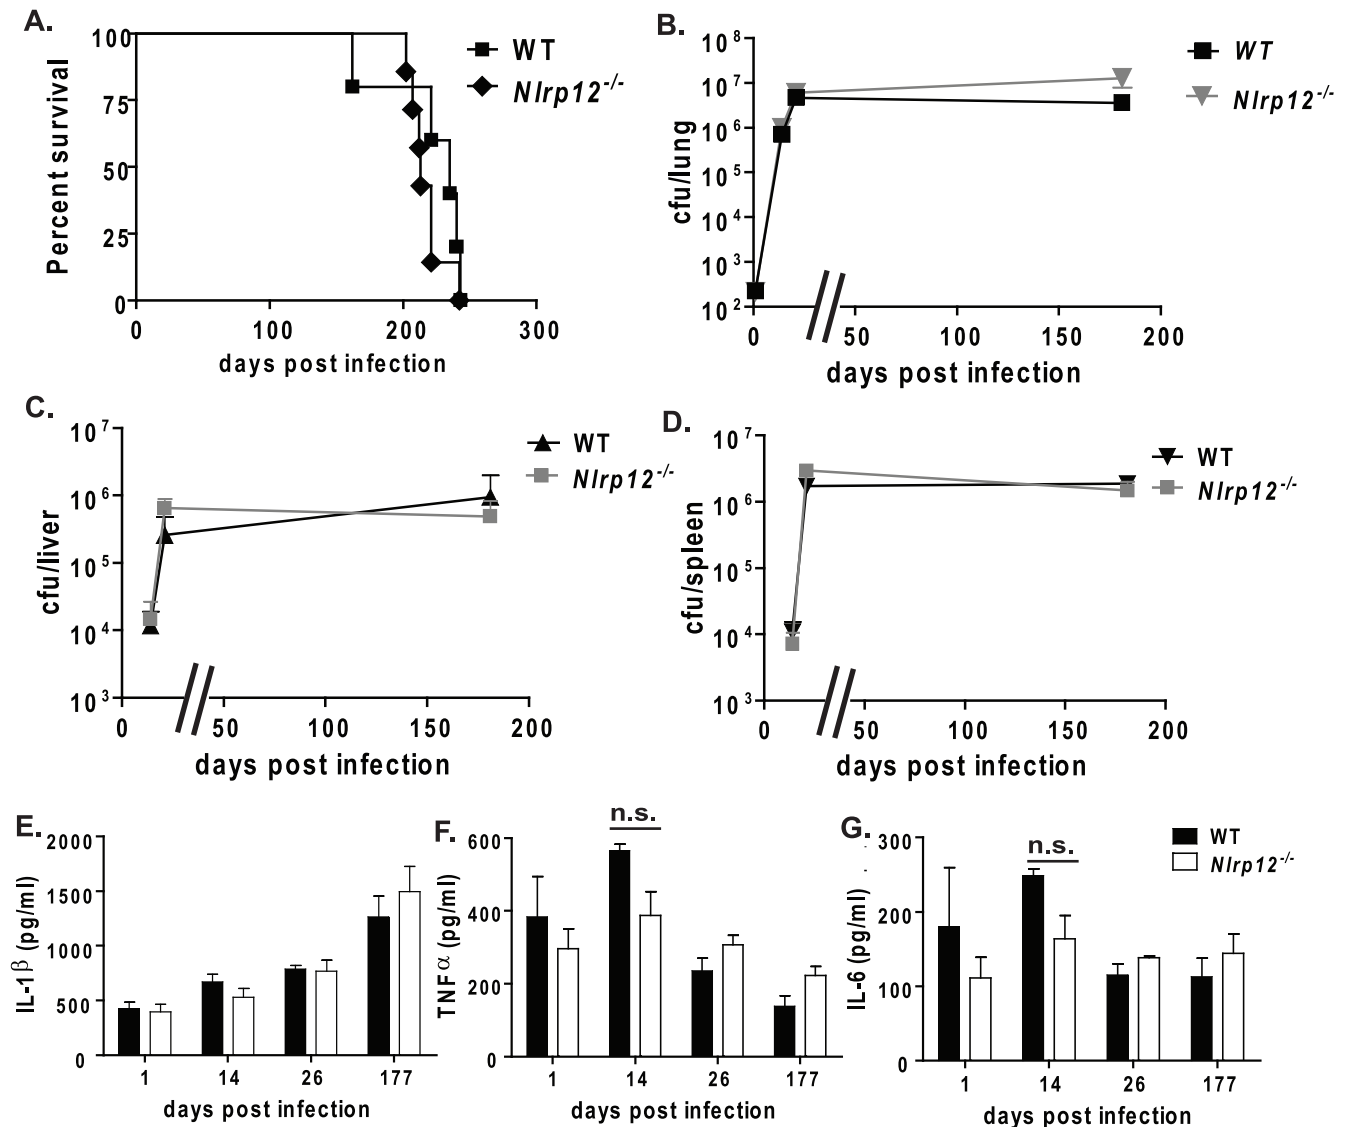 A.
100
75
50
25
0
0 100 200 300
Percent survival
days post infection
WT
Nlrp12-/-
B.
10^8
10^7
10^6
10^5
10^4
10^3
10^2
0 50 100 150 200
cfu/lung
days post infection
WT
Nlrp12-/-
C.
10^7
10^6
10^5
10^4
10^3
0 50 100 150 200
cfu/liver
days post infection
WT
Nlrp12-/-
D.
10^7
10^6
10^5
10^4
10^3
0 50 100 150 200
cfu/spleen
days post infection
WT
Nlrp12-/-
E.
2000
1500
1000
500
0
1 14 26 177
IL-1β (pg/ml)
days post infection
F.
n.s.
600
400
200
0
1 14 26 177
TNFα (pg/ml)
days post infection
G.
n.s.
300
200
100
0
1 14 26 177
IL-6 (pg/ml)
days post infection
WT
Nlrp12-/-